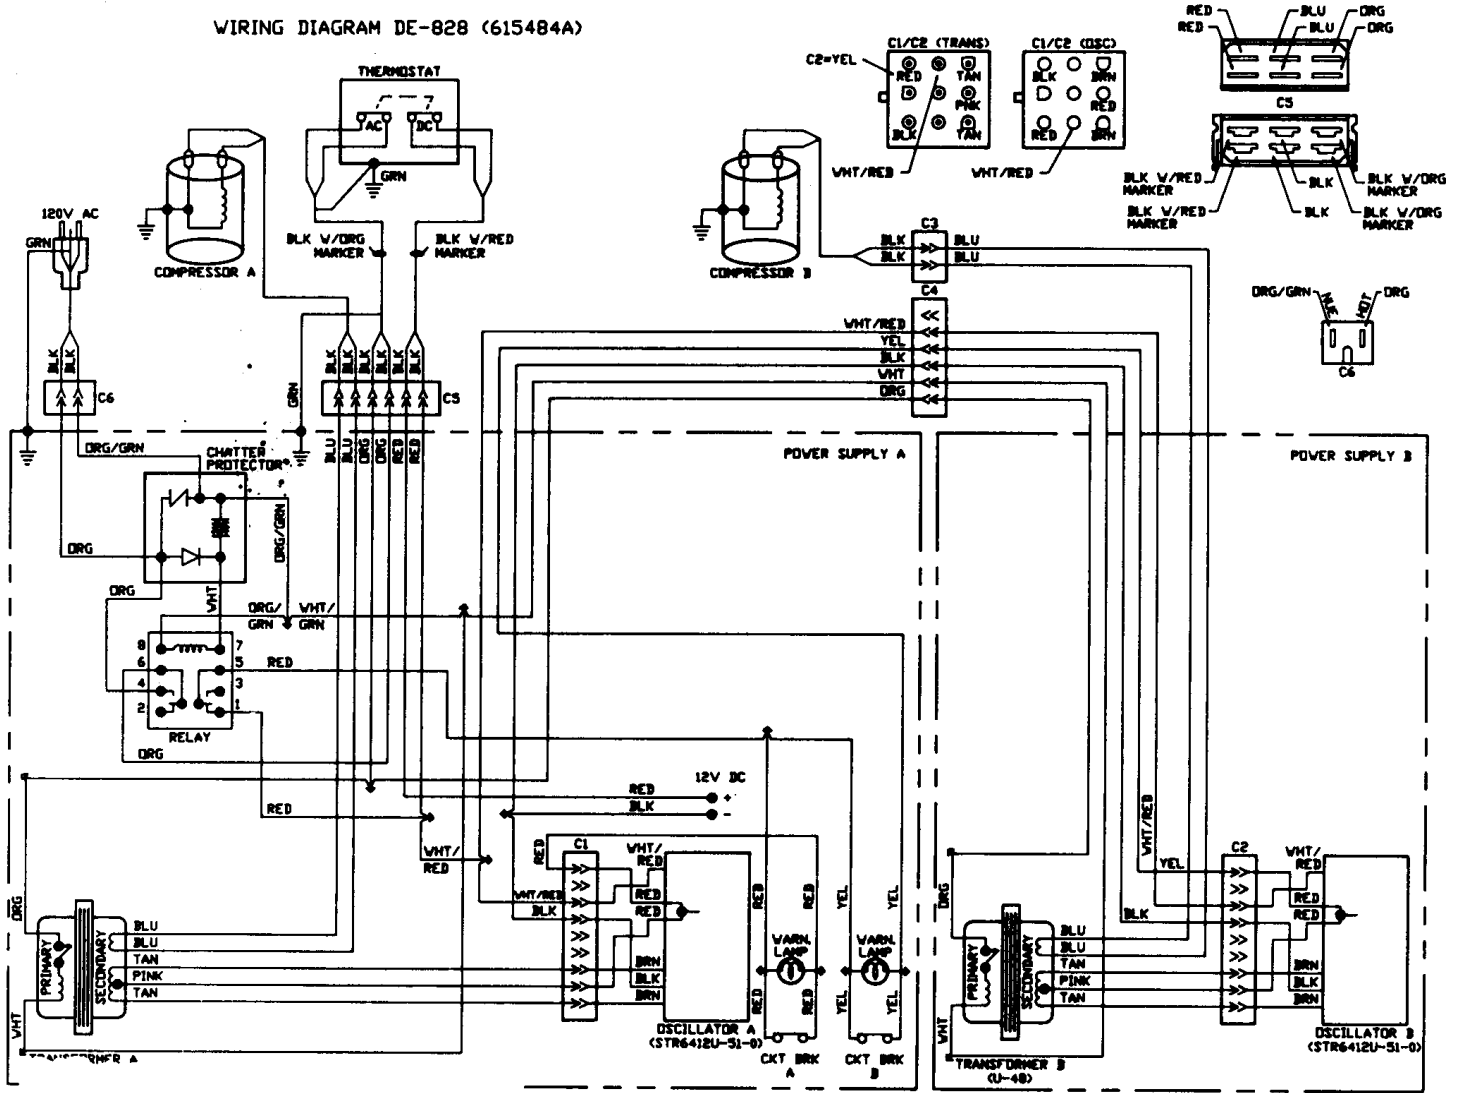 WIRING DIAGRAM DE-828 (615484A)
THERMOSTAT
AC
DC
GRN
C1/C2 (TRANS)
C1/C2 (OSC)
C2=YEL
RED
TAN
PNK
BLK
TAN
WHT/RED
BLK
BRN
RED
RED
BRN
WHT/RED
RED
BLU
ORG
RED
BLU
ORG
C5
BLK W/RED
MARKER
BLK
BLK W/ORG
MARKER
BLK W/RED
MARKER
BLK
BLK W/ORG
MARKER
120V AC
GRN
COMPRESSOR A
BLK W/ORG
MARKER
BLK W/RED
MARKER
COMPRESSOR B
C3
BLK
BLU
BLK
BLU
C4
WHT/RED
YEL
BLK
WHT
ORG
ORG/GRN
NUE
HOT
ORG
C6
BLK
BLK
C6
GRN
BLK
BLK
BLK
BLK
BLK
BLK
C5
BLU
BLU
ORG
ORG
RED
RED
ORG/GRN
CHATTER
PROTECTOR
ORG/GRN
ORG
ORG
WHT
ORG/
GRN
WHT/
GRN
8
7
6
5
4
3
2
1
RED
RELAY
ORG
RED
POWER SUPPLY A
POWER SUPPLY B
12V DC
RED
+
BLK
-
WHT/
RED
RED
C1
WHT/
RED
WHT/RED
RED
BLK
RED
BRN
BLK
BRN
OSCILLATOR A
(STR6412U-51-0)
ORG
WHT
PRIMARY
SECONDARY
BLU
BLU
TAN
PINK
TAN
TRANSFORMER A
RED
RED
WARN.
LAMP
RED
RED
CKT BRK
A
YEL
YEL
WARN.
LAMP
YEL
YEL
CKT BRK
B
ORG
WHT
PRIMARY
SECONDARY
BLU
BLU
TAN
PINK
TAN
TRANSFORMER B
(U-48)
WHT/RED
YEL
BLK
C2
WHT/
RED
RED
RED
BRN
BLK
BRN
OSCILLATOR B
(STR6412U-51-0)